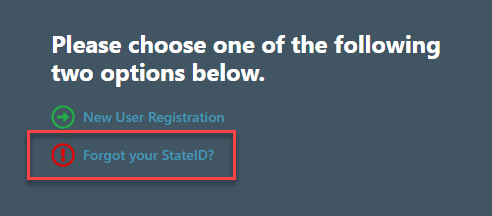 Please choose one of the following
two options below.
New User Registration
Forgot your StateID?